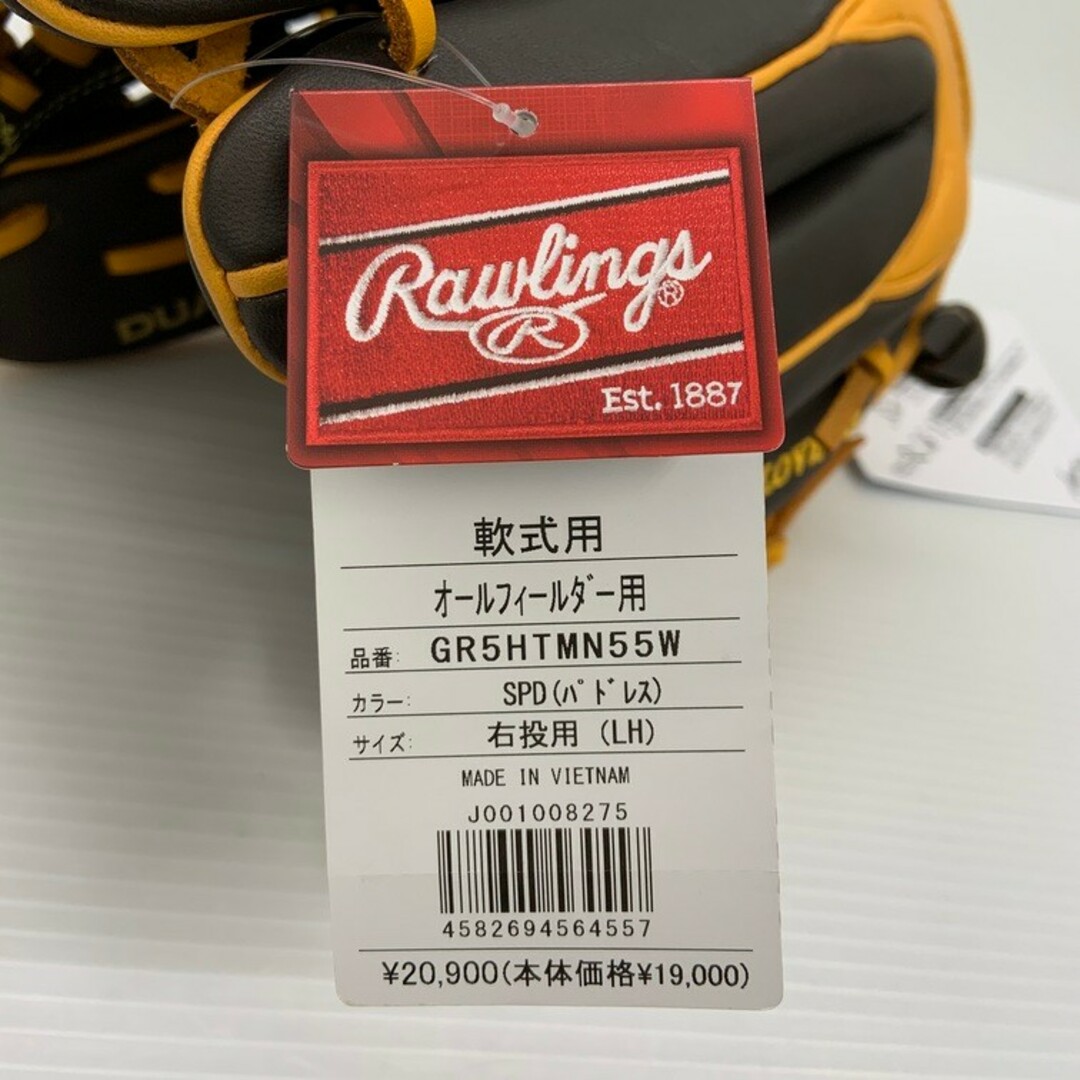 Rawlings®
R
Est. 1887
軟式用
オールフィールダー用
品番: GR5HTMN55W
カラー: SPD(パドレス)
サイズ: 右投用 (LH)
MADE IN VIETNAM
J001008275
4582694564557
¥20,900(本体価格¥19,000)